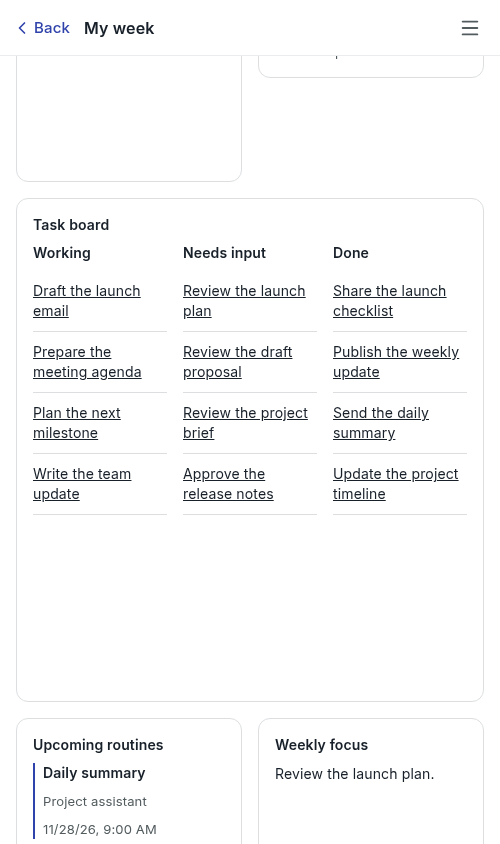 Back My week
Task board
Working
Needs input
Done
Draft the launch
email
Review the launch
plan
Share the launch
checklist
Prepare the
meeting agenda
Review the draft
proposal
Publish the weekly
update
Plan the next
milestone
Review the project
brief
Send the daily
summary
Write the team
update
Approve the
release notes
Update the project
timeline
Upcoming routines
Daily summary
Project assistant
11/28/26, 9:00 AM
Weekly focus
Review the launch plan.